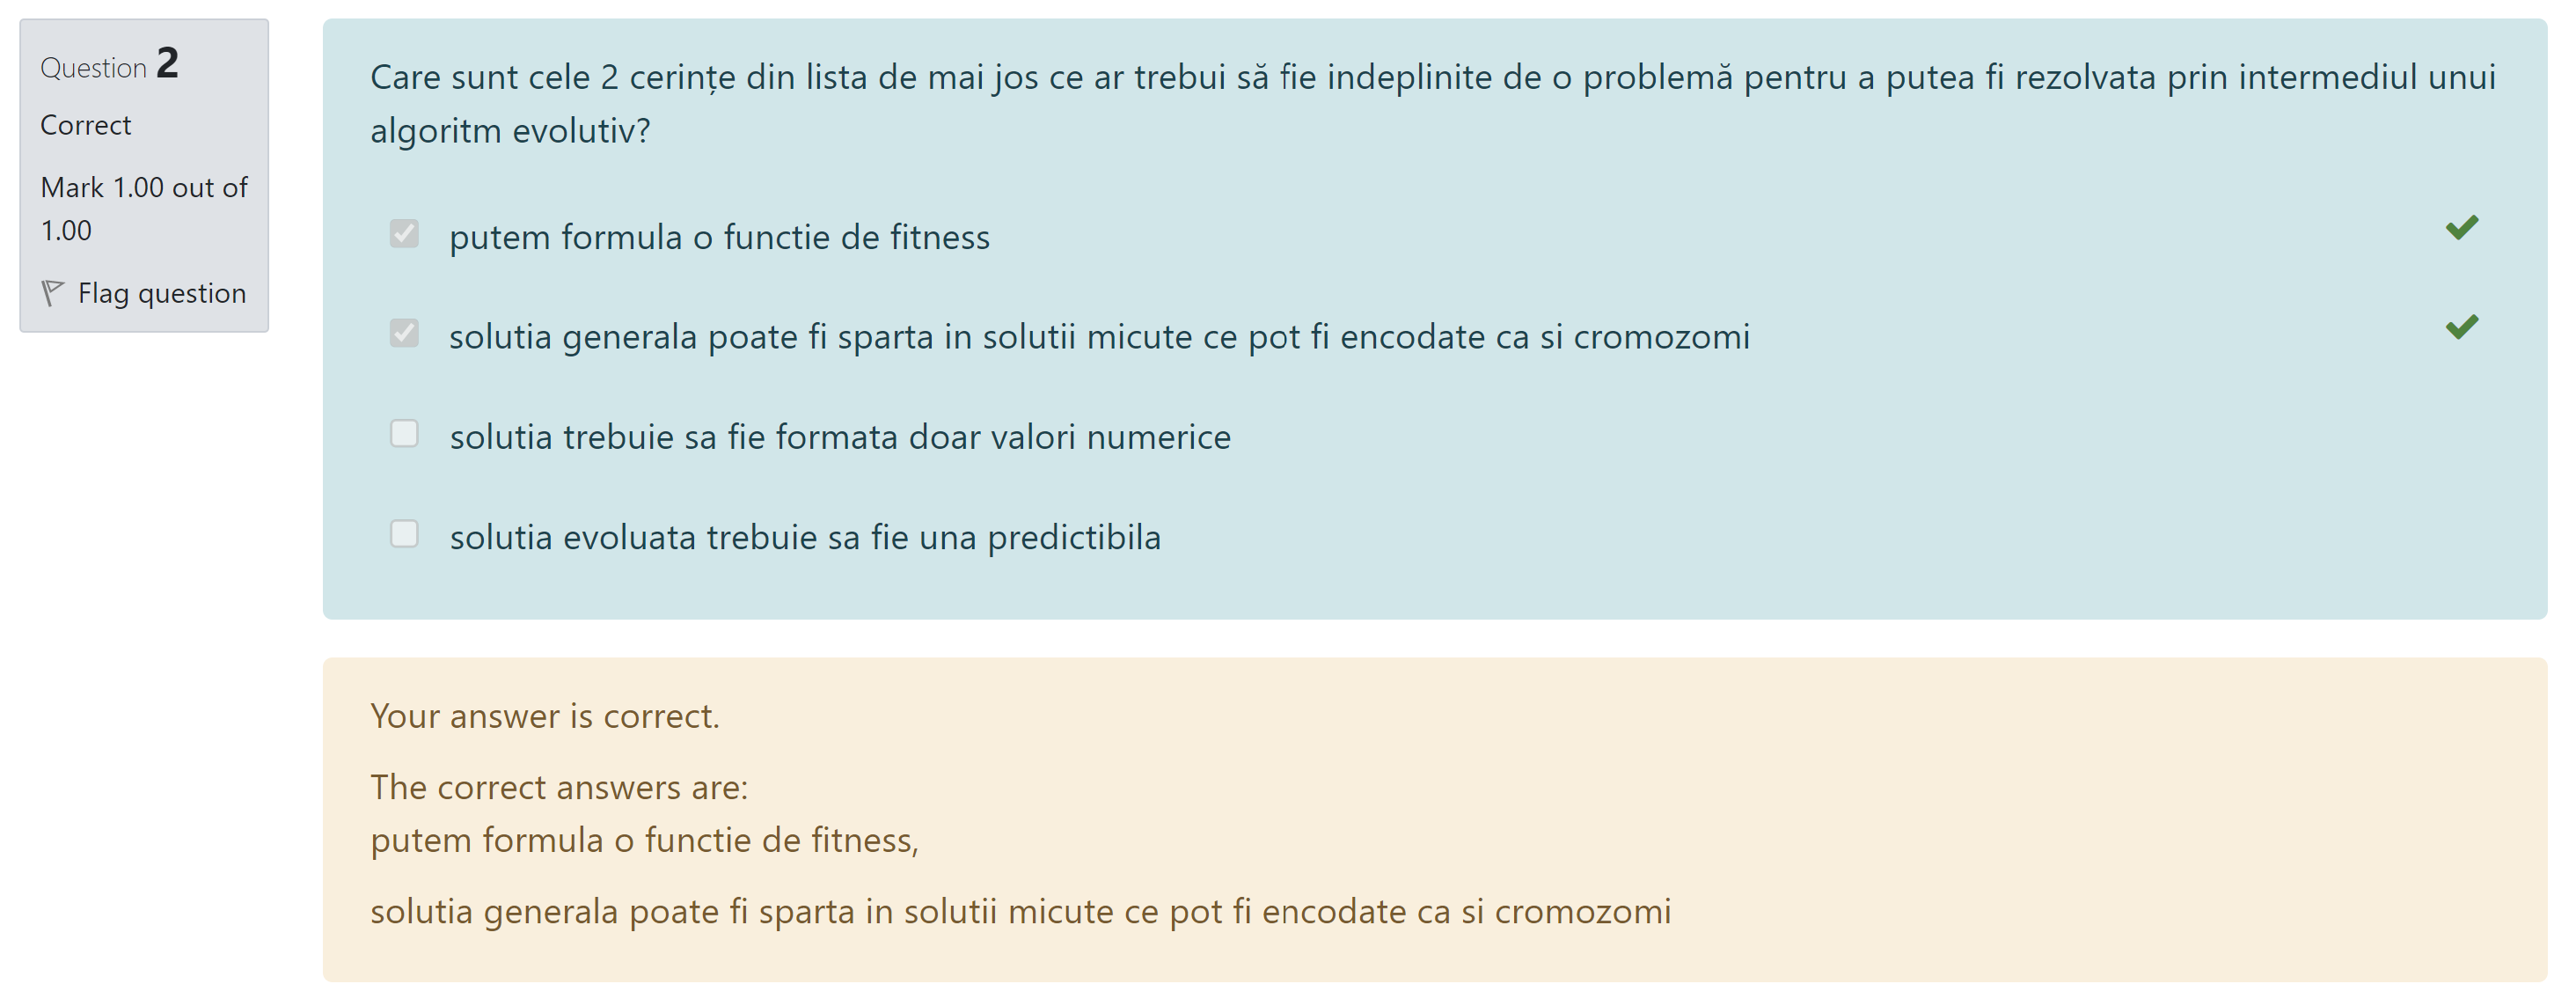 Question 2
Correct
Mark 1.00 out of
1.00
Flag question
Care sunt cele 2 cerințe din lista de mai jos ce ar trebui să fie indeplinite de o problemă pentru a putea fi rezolvata prin intermediul unui
algoritm evolutiv?
putem formula o functie de fitness
solutia generala poate fi sparta in solutii micute ce pot fi encodate ca si cromozomi
solutia trebuie sa fie formata doar valori numerice
solutia evoluata trebuie sa fie una predictibila
Your answer is correct.
The correct answers are:
putem formula o functie de fitness,
solutia generala poate fi sparta in solutii micute ce pot fi encodate ca si cromozomi